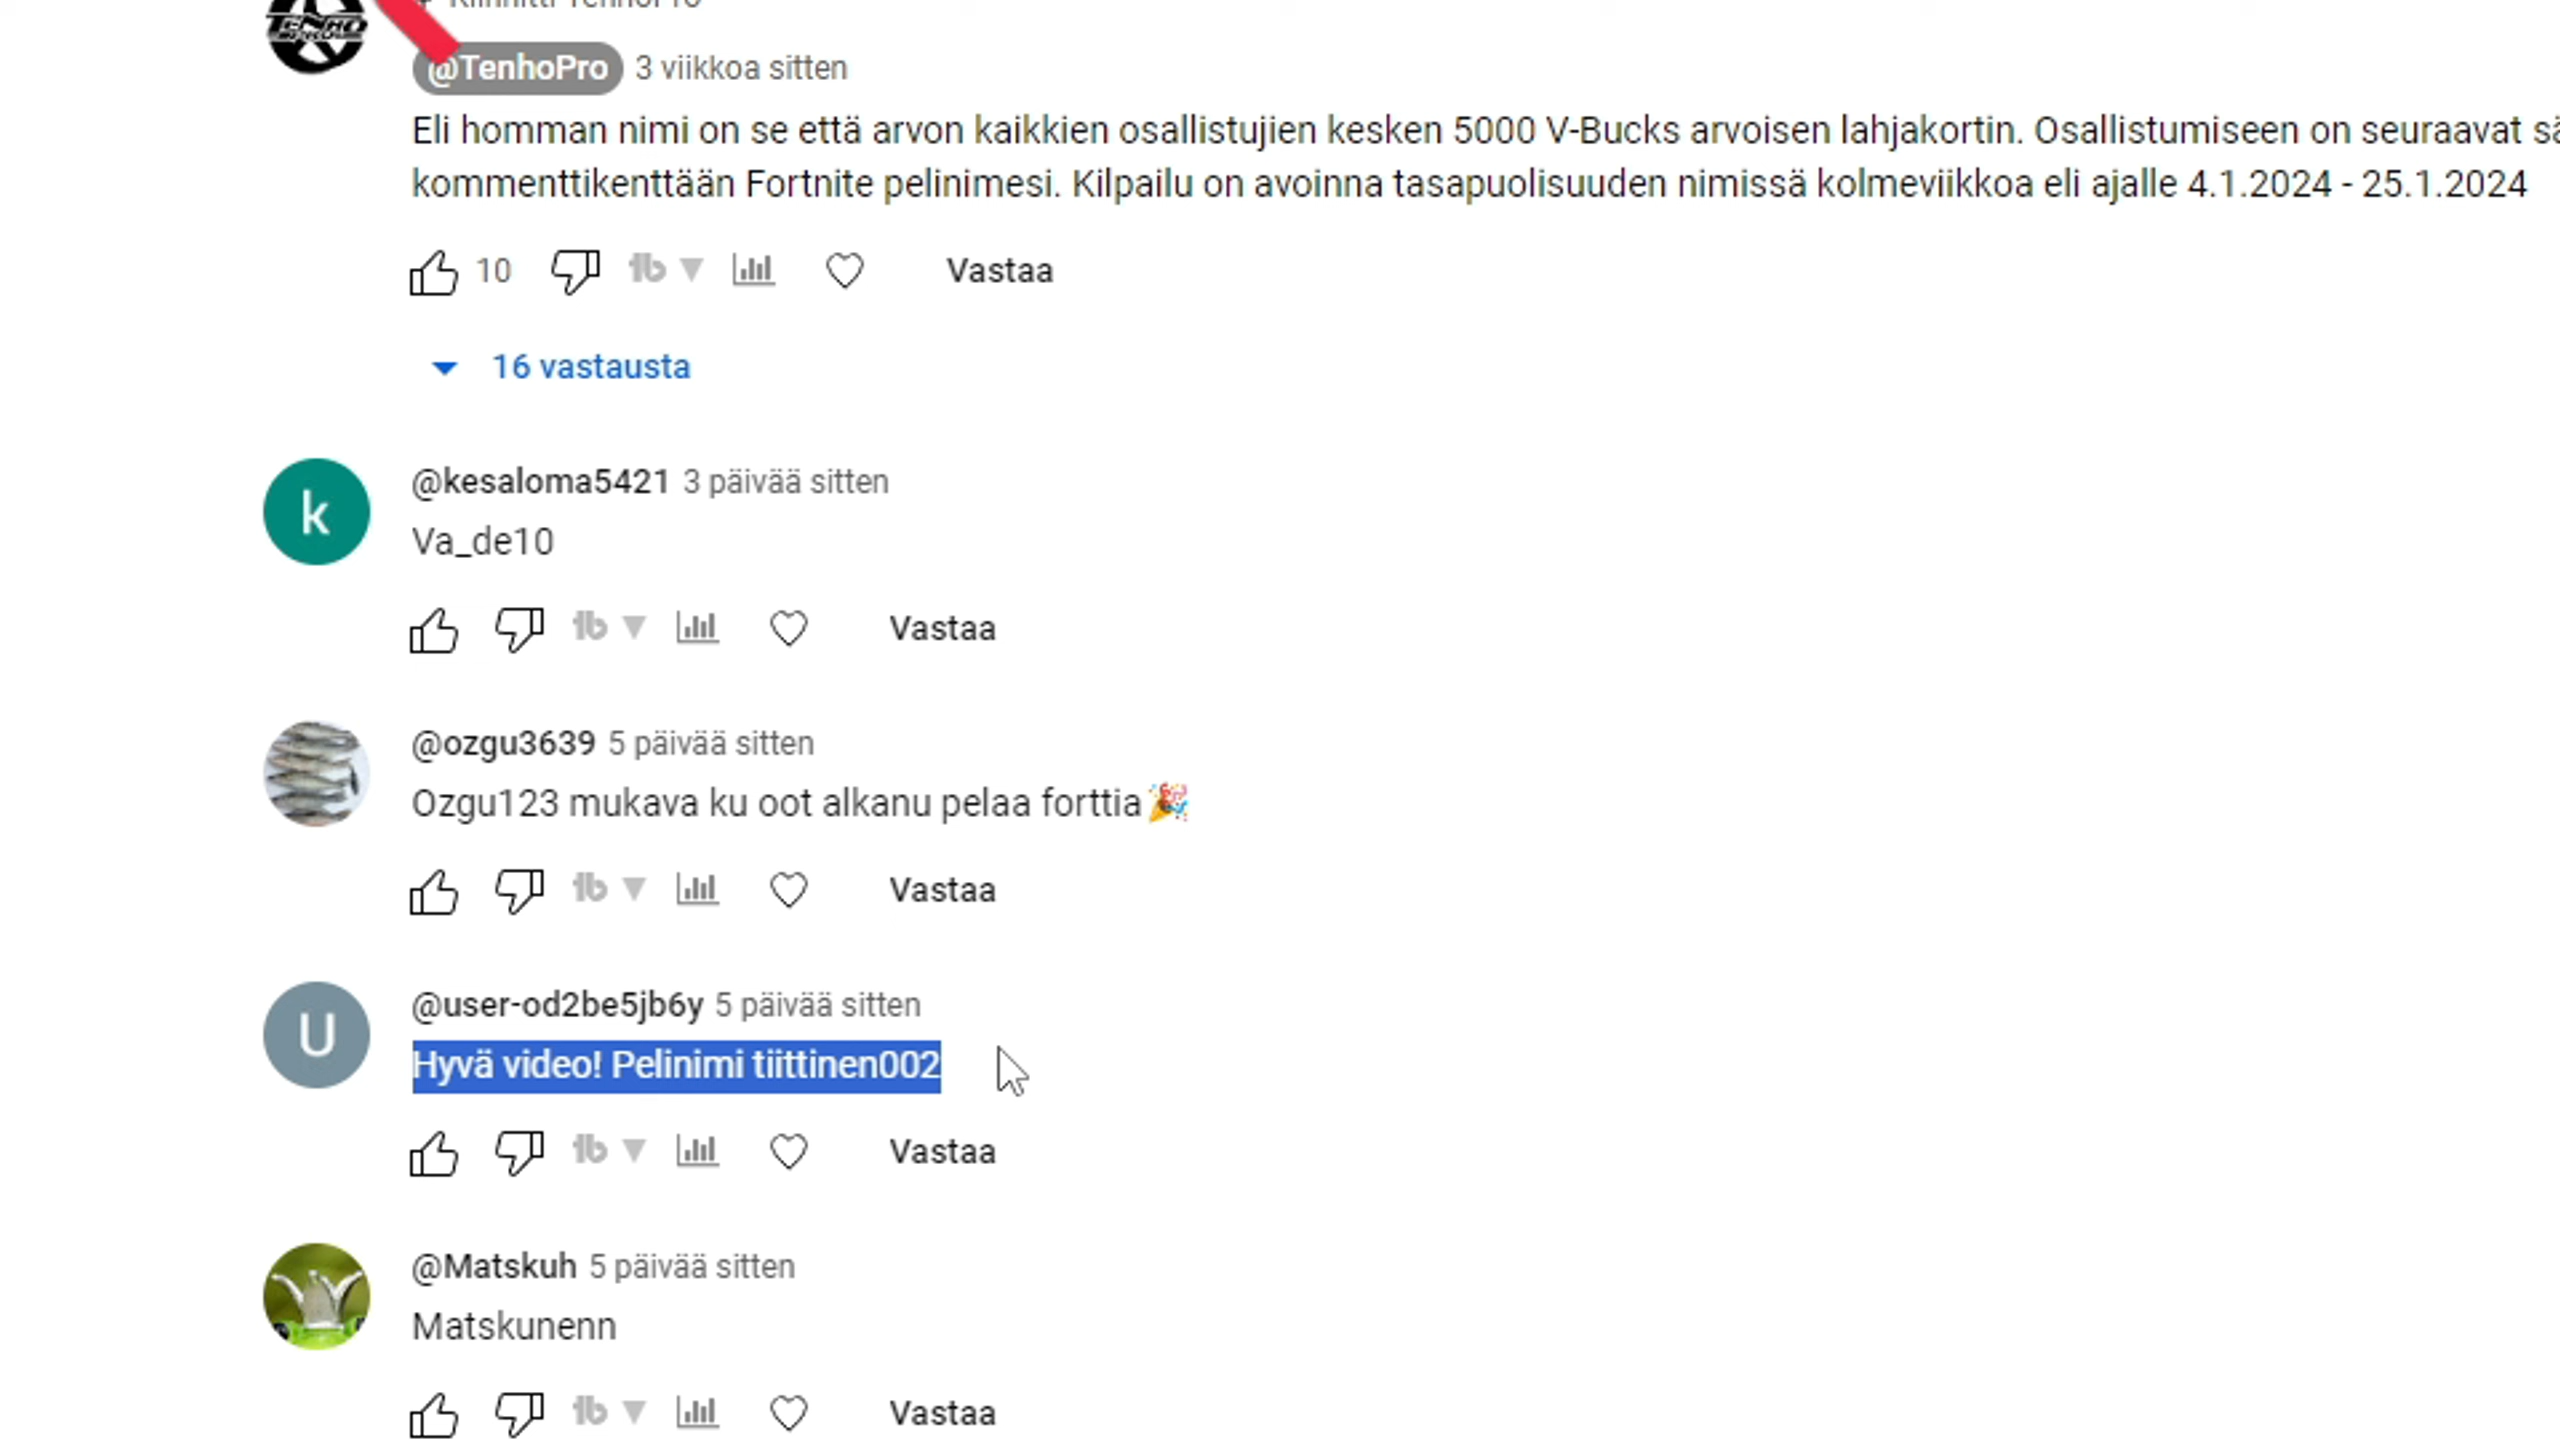 Kiinnitti TenhoPro
TENHO
@TenhoPro 3 viikkoa sitten
Eli homman nimi on se että arvon kaikkien osallistujien kesken 5000 V-Bucks arvoisen lahjakortin. Osallistumiseen on seuraavat sä
kommenttikenttään Fortnite pelinimesi. Kilpailu on avoinna tasapuolisuuden nimissä kolmeviikkoa eli ajalle 4.1.2024 - 25.1.2024
10 Vastaa
16 vastausta
k
@kesaloma5421 3 päivää sitten
Va_de10
Vastaa
@ozgu3639 5 päivää sitten
Ozgu123 mukava ku oot alkanu pelaa forttia🎉
Vastaa
U
@user-od2be5jb6y 5 päivää sitten
Hyvä video! Pelinimi tiittinen002
Vastaa
@Matskuh 5 päivää sitten
Matskunenn
Vastaa